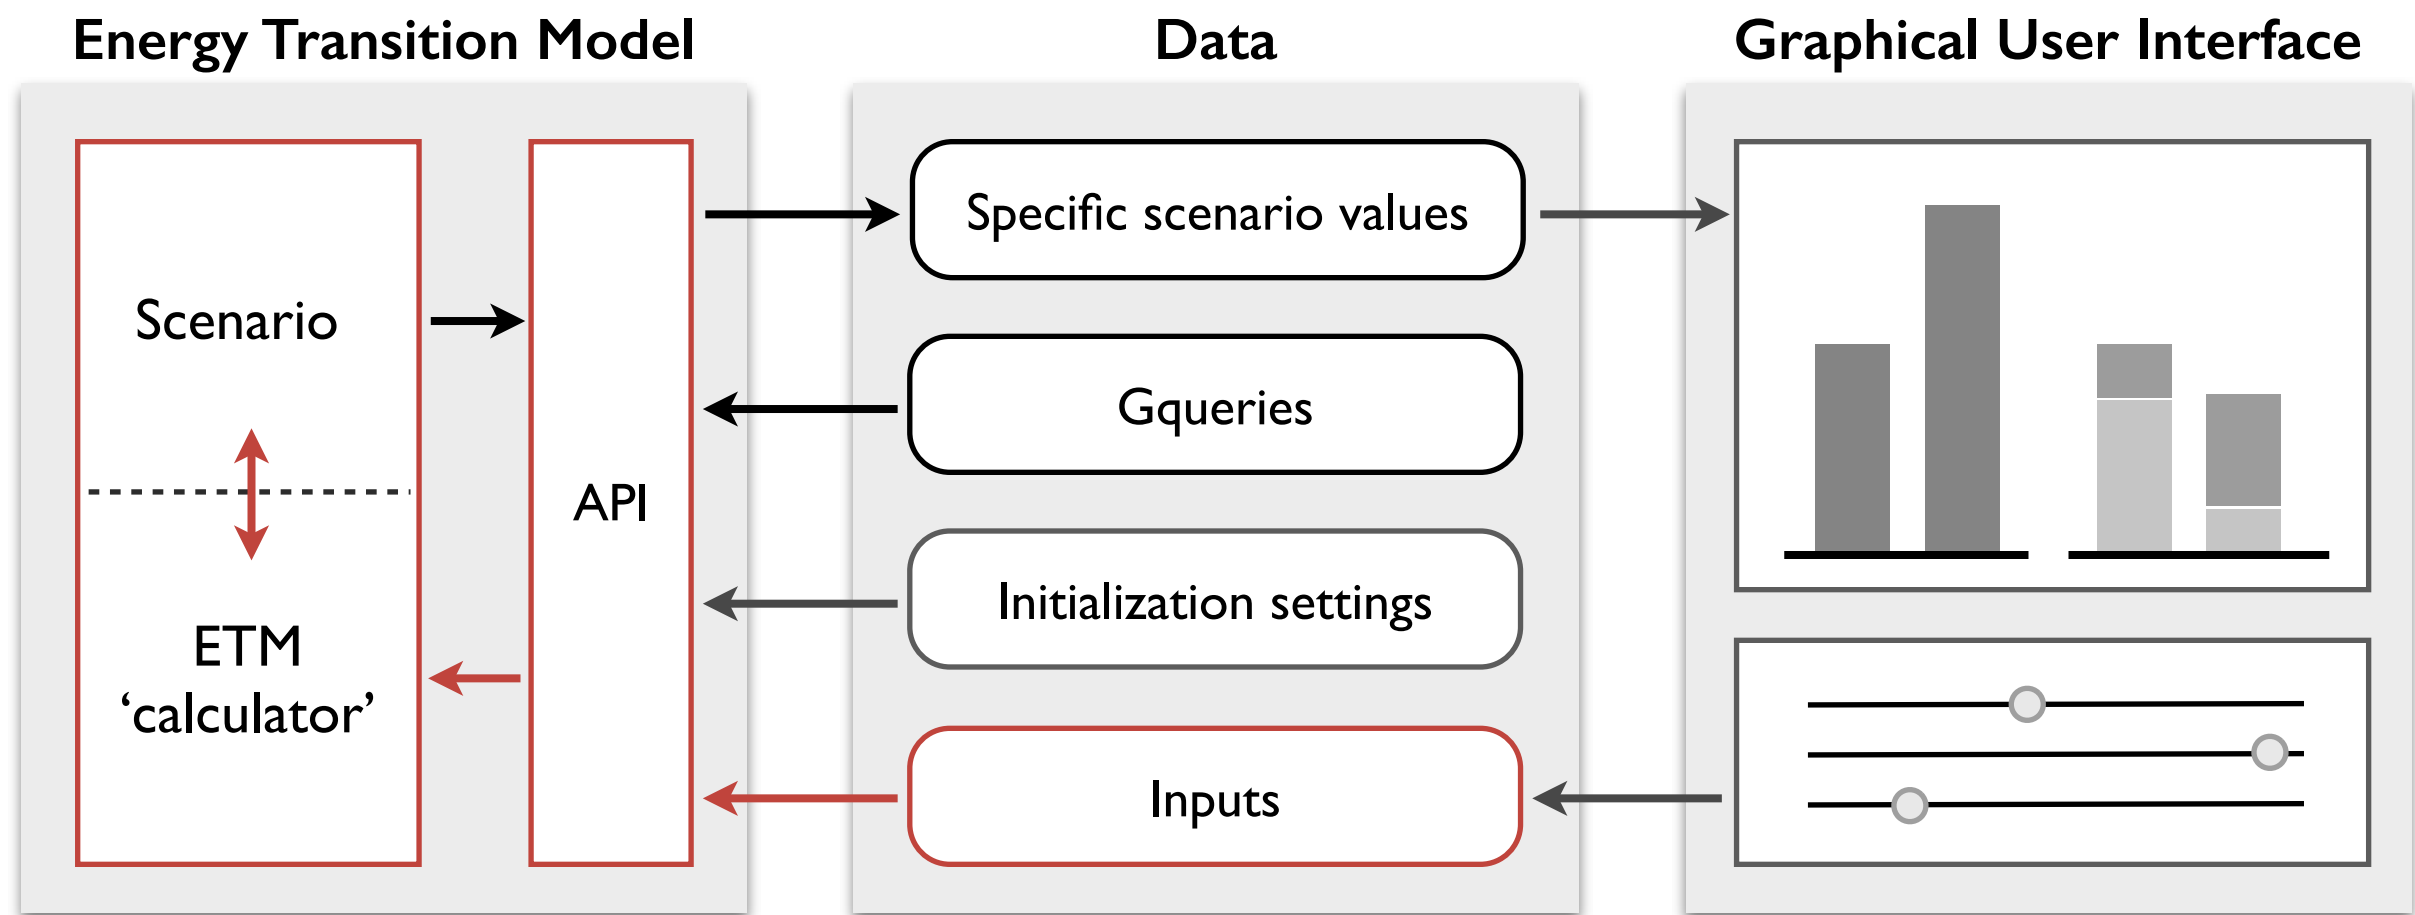 Energy Transition Model
Data
Graphical User Interface
Scenario
ETM
‘calculator’
API
Specific scenario values
Gqueries
Initialization settings
Inputs